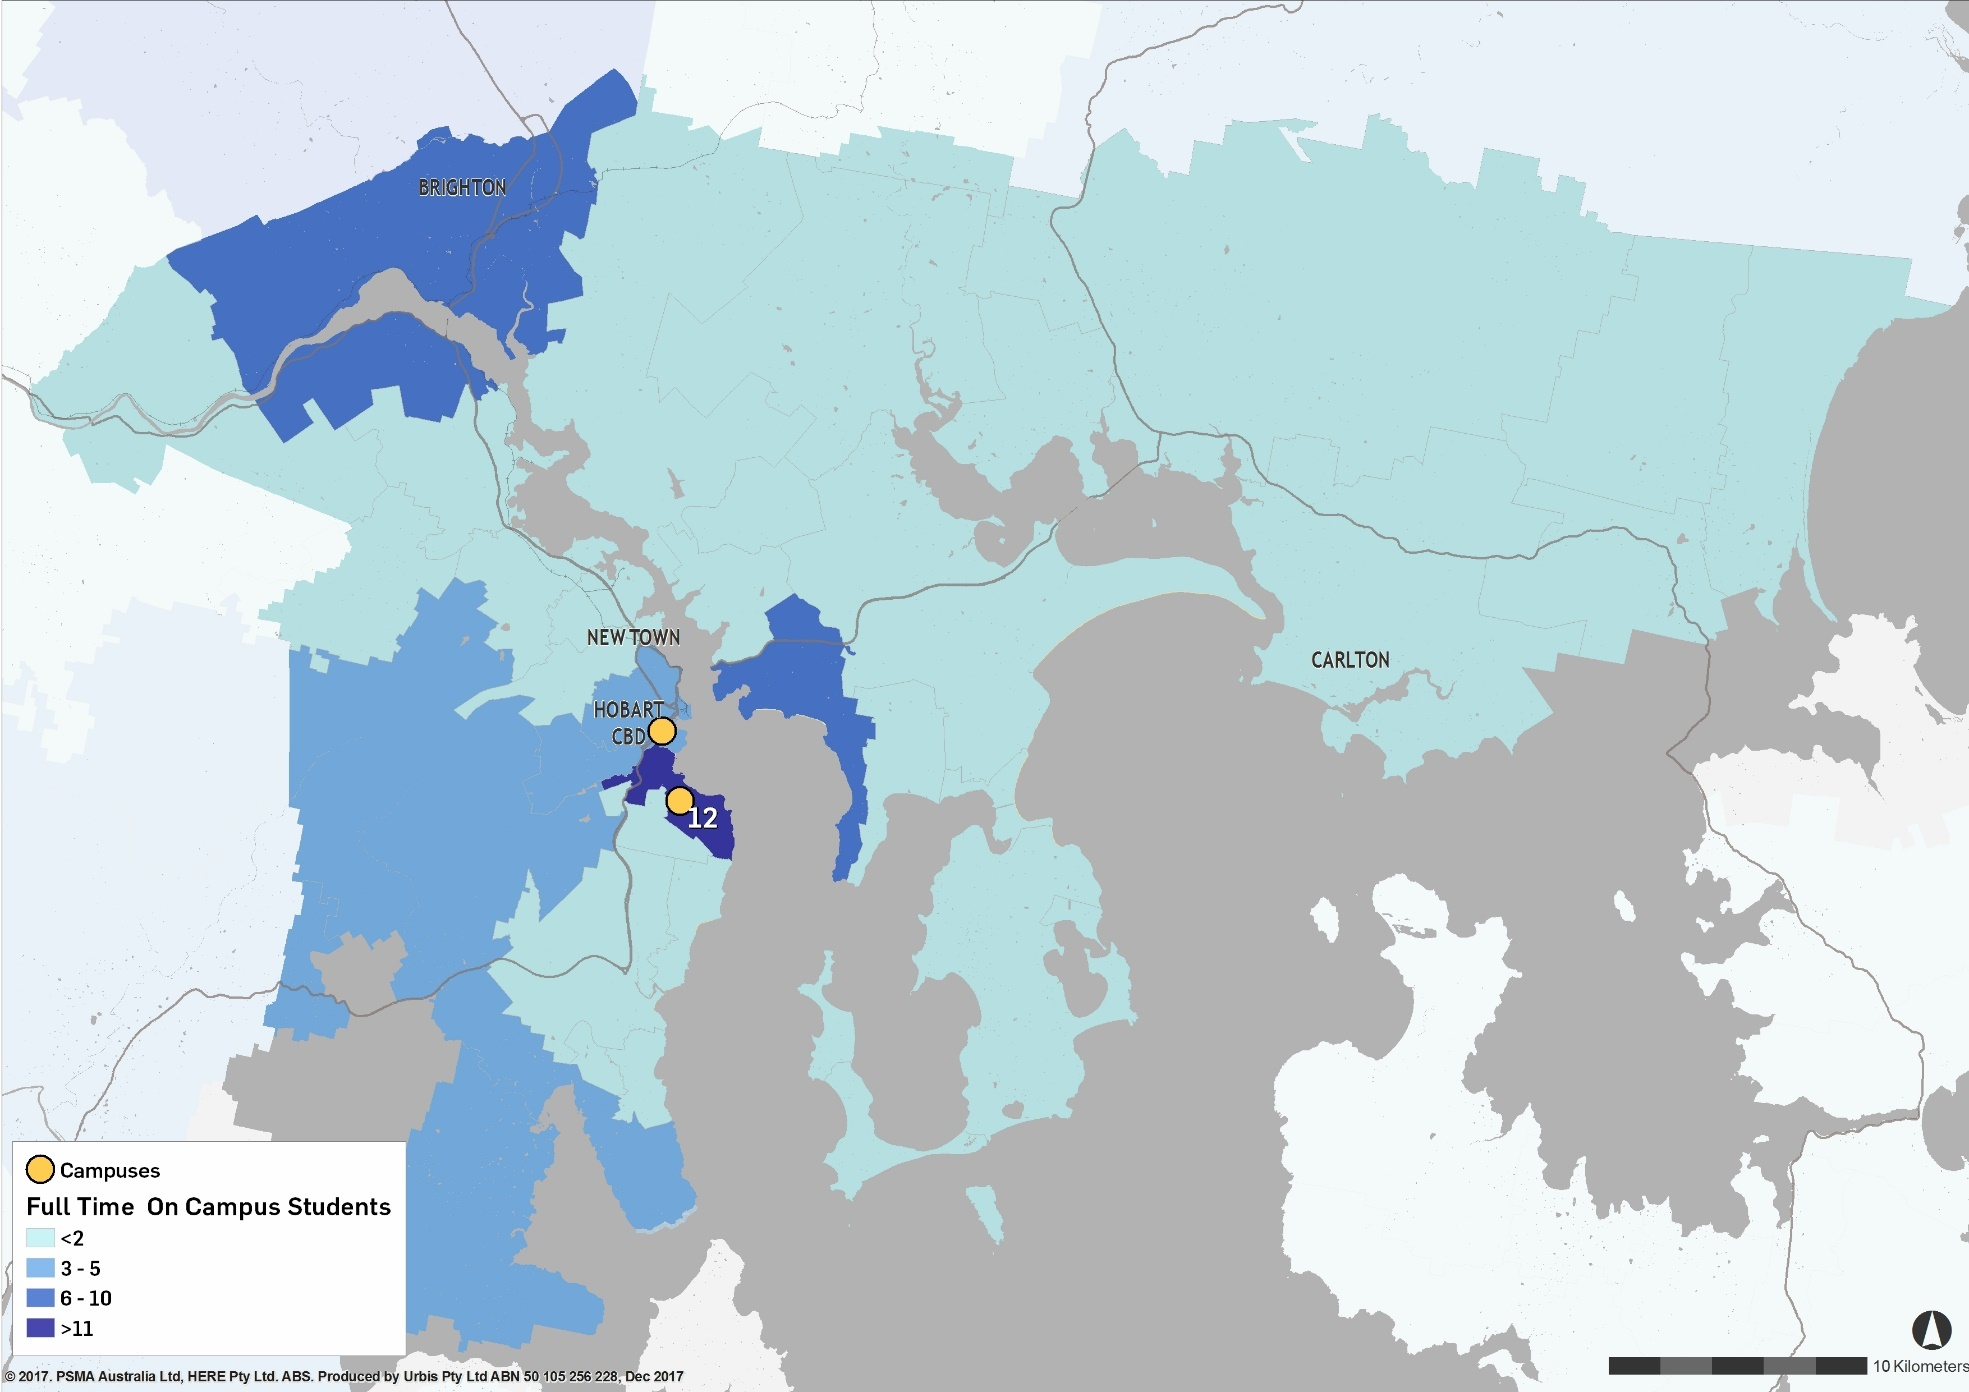 BRIGHTON
NEW TOWN
CARLTON
HOBART
CBD
12
Campuses
Full Time On Campus Students
<2
3 - 5
6 - 10
>11
10 Kilometers
© 2017. PSMA Australia Ltd, HERE Pty Ltd. ABS. Produced by Urbis Pty Ltd ABN 50 105 256 228, Dec 2017